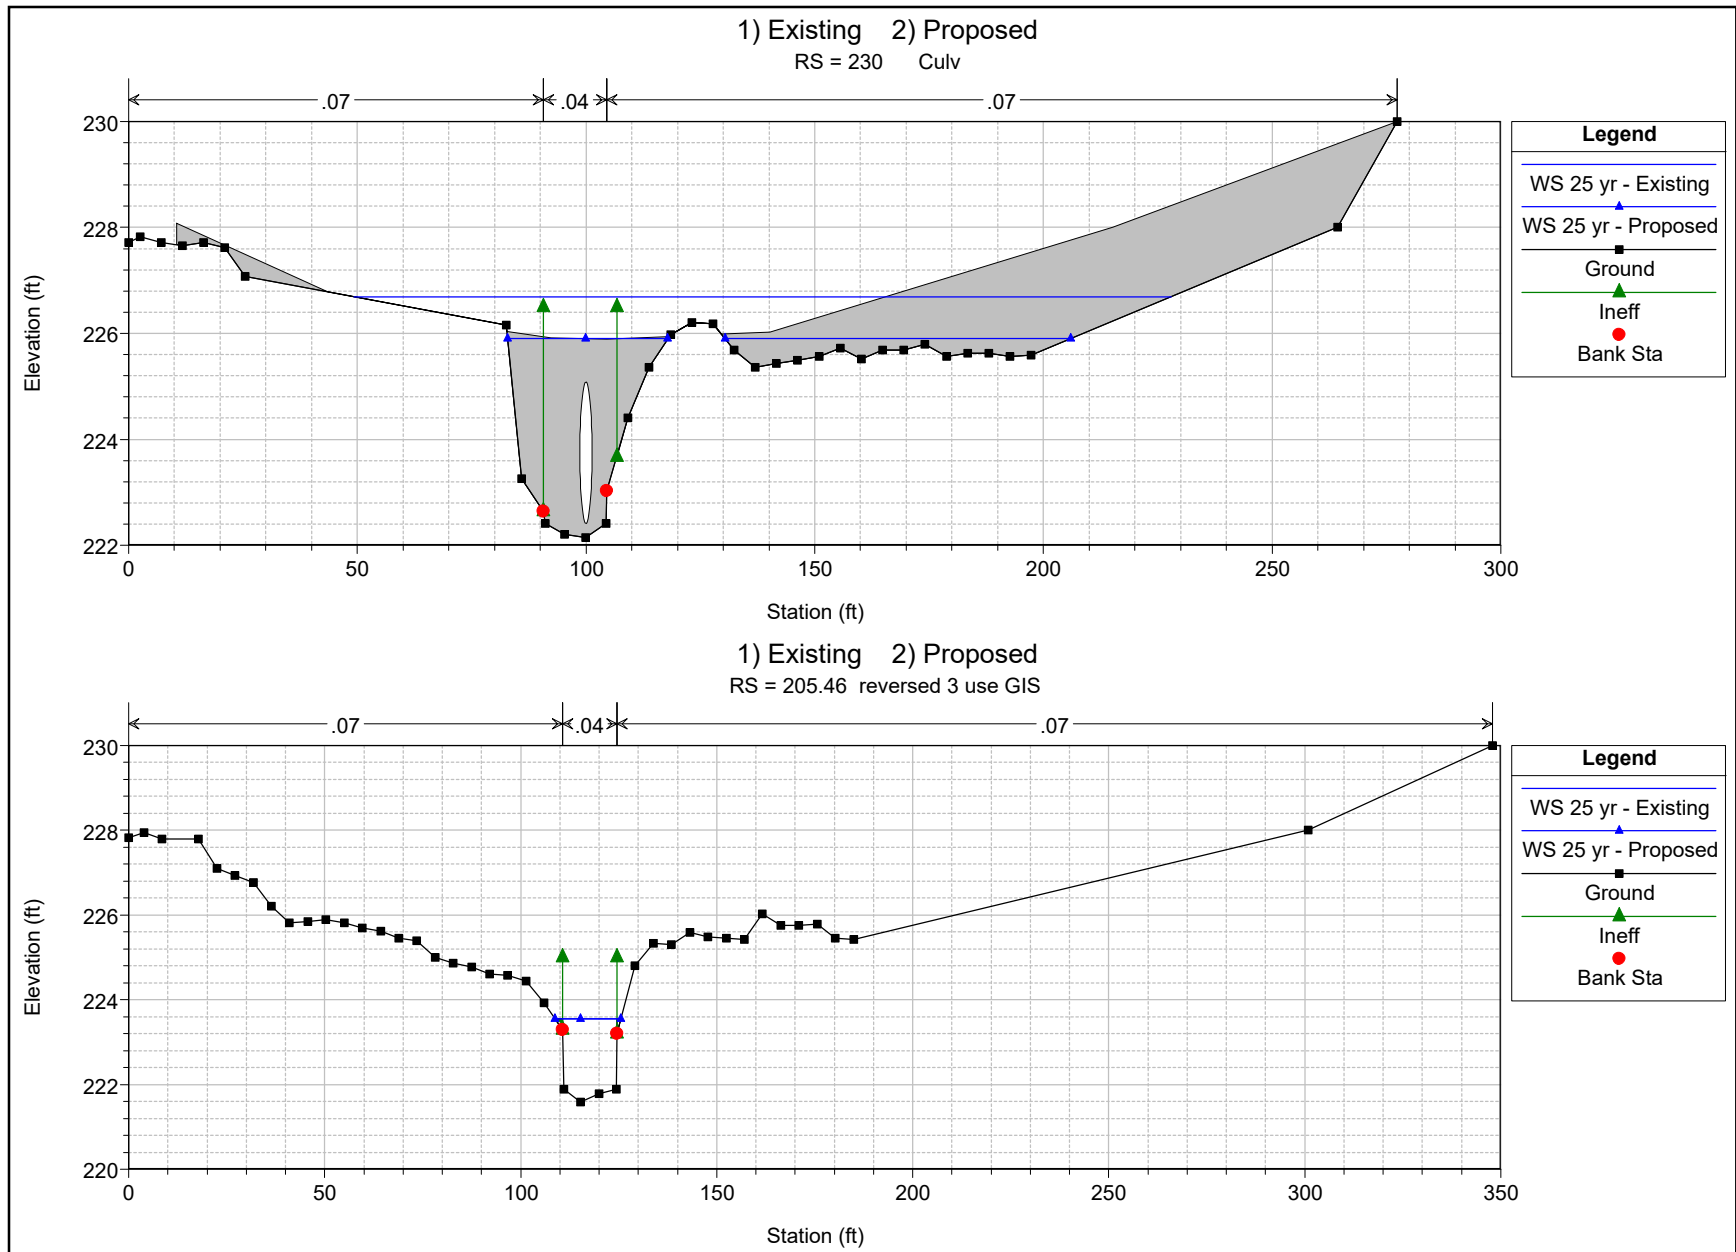 1) Existing    2) Proposed
RS = 230      Culv
.07 .04 .07
230
228
226
224
222
Elevation (ft)
0 50 100 150 200 250 300
Station (ft)
Legend
WS 25 yr - Existing
WS 25 yr - Proposed
Ground
Ineff
Bank Sta
1) Existing    2) Proposed
RS = 205.46  reversed 3 use GIS
.07 .04 .07
230
228
226
224
222
220
Elevation (ft)
0 50 100 150 200 250 300 350
Station (ft)
Legend
WS 25 yr - Existing
WS 25 yr - Proposed
Ground
Ineff
Bank Sta